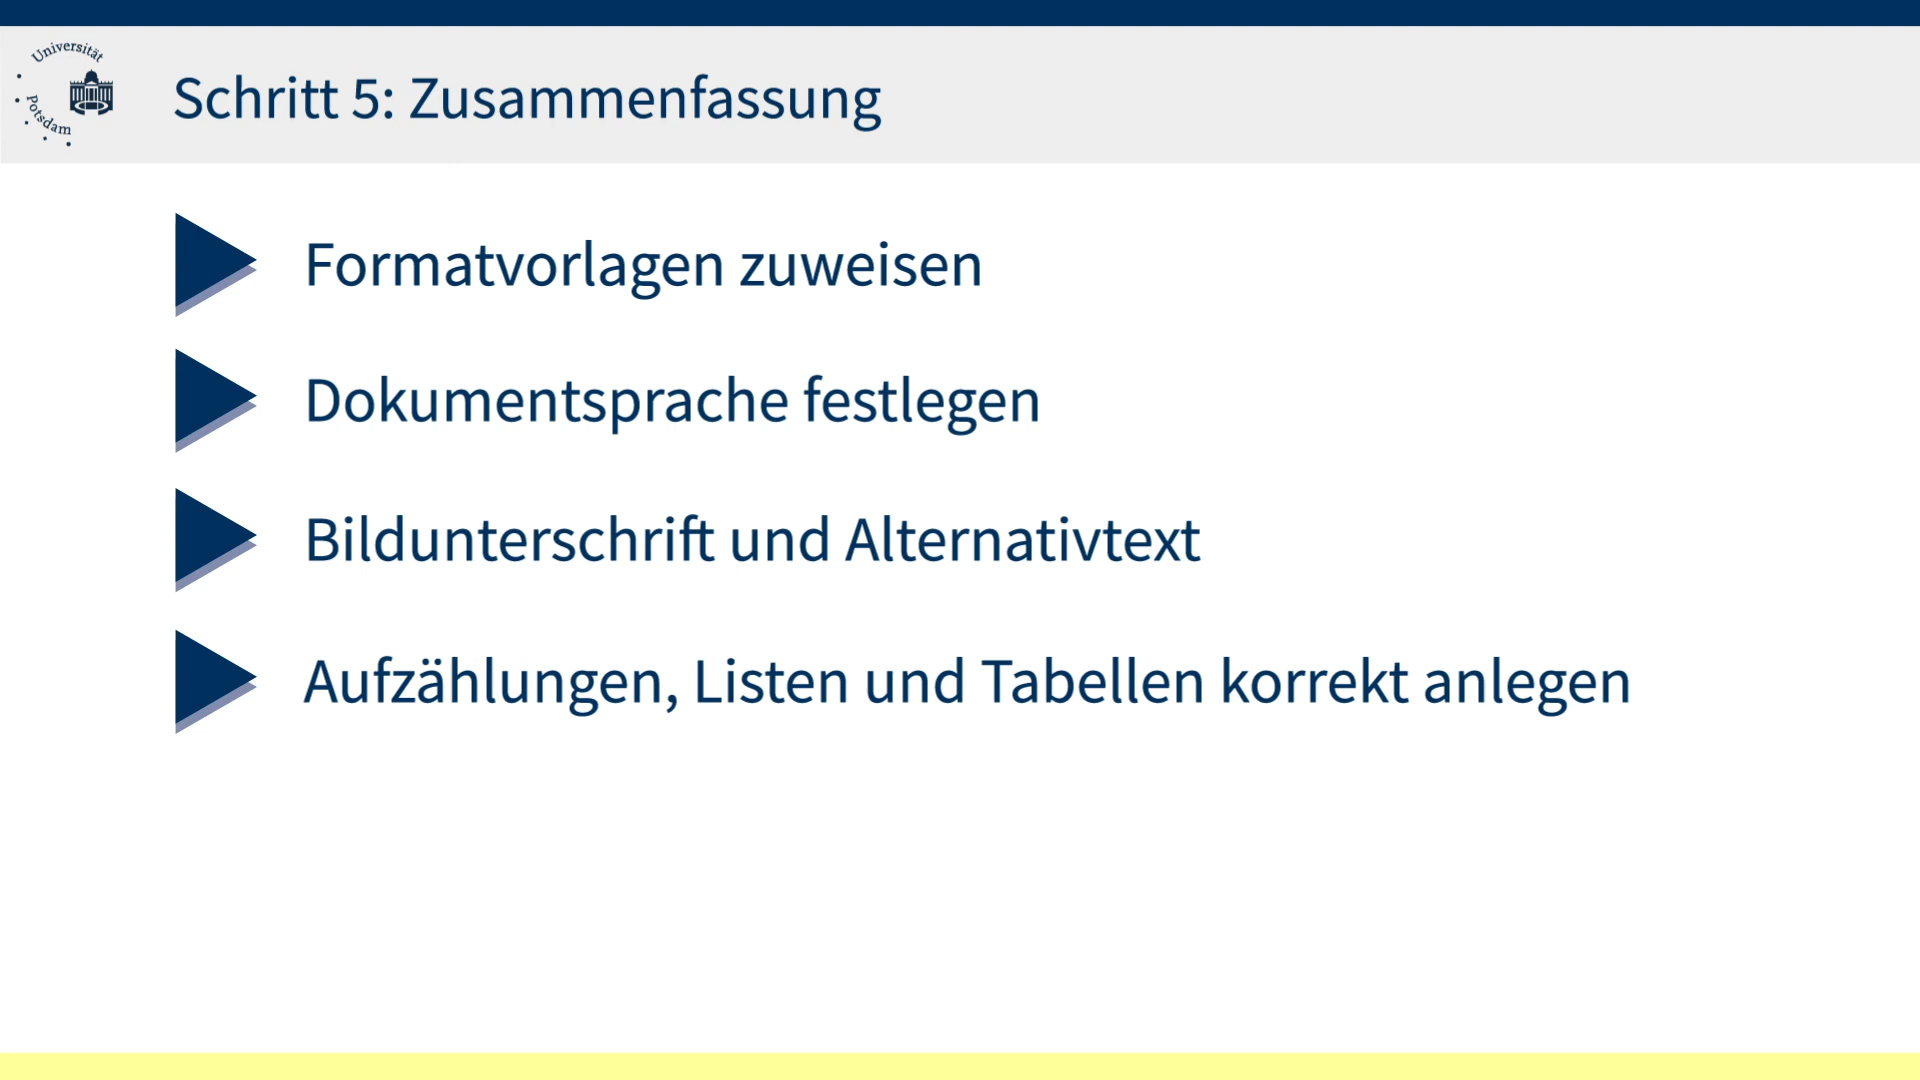 Universität
Potsdam
Schritt 5: Zusammenfassung
Formatvorlagen zuweisen
Dokumentsprache festlegen
Bildunterschrift und Alternativtext
Aufzählungen, Listen und Tabellen korrekt anlegen